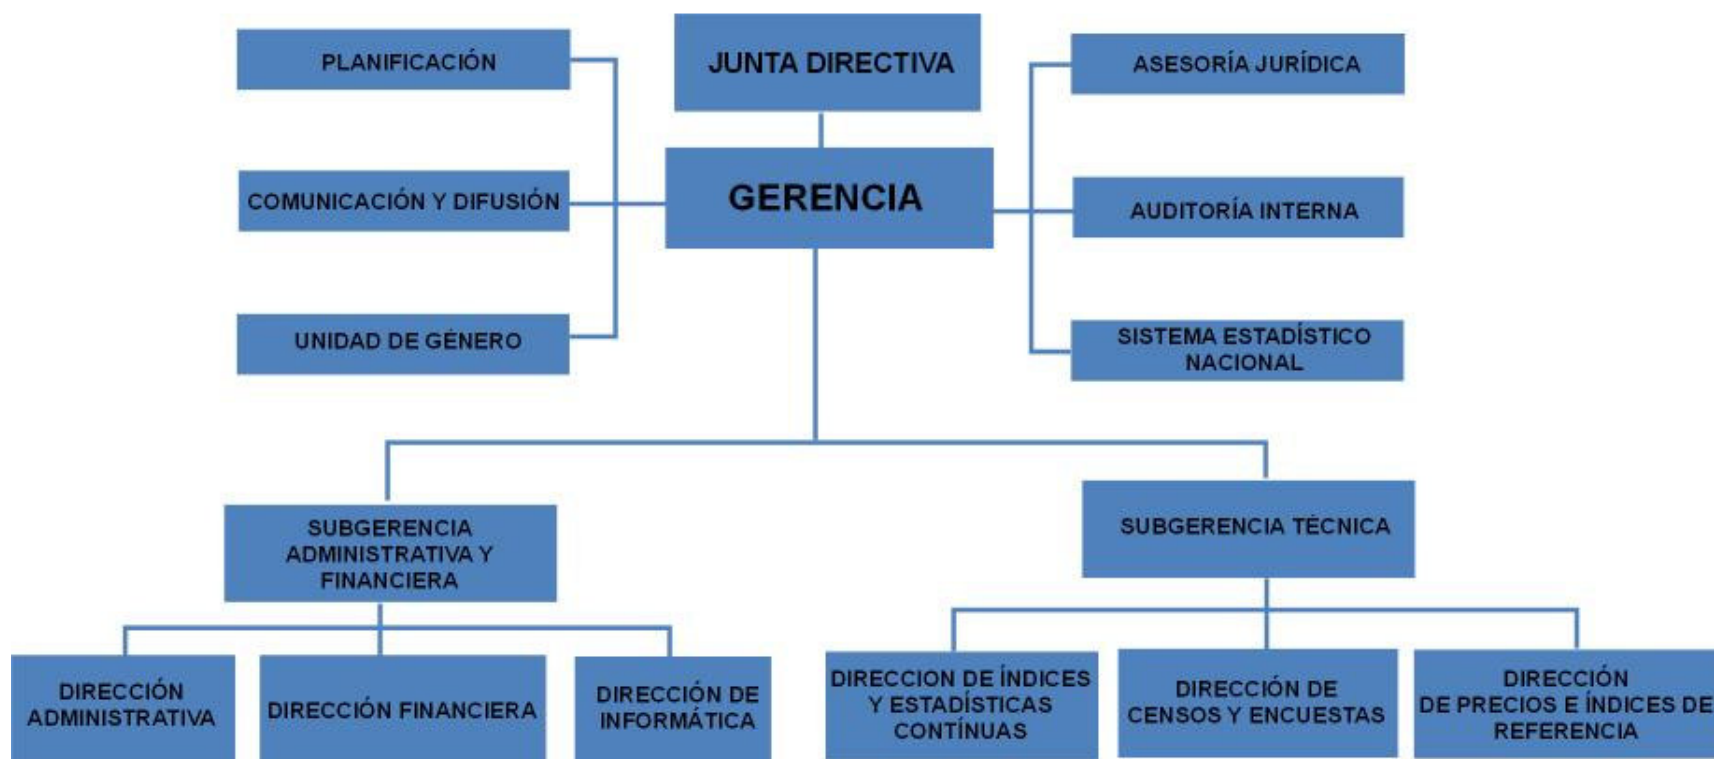 PLANIFICACIÓN
JUNTA DIRECTIVA
ASESORÍA JURÍDICA
COMUNICACIÓN Y DIFUSIÓN
GERENCIA
AUDITORÍA INTERNA
UNIDAD DE GÉNERO
SISTEMA ESTADÍSTICO
NACIONAL
SUBGERENCIA
ADMINISTRATIVA Y
FINANCIERA
SUBGERENCIA TÉCNICA
DIRECCIÓN
ADMINISTRATIVA
DIRECCIÓN FINANCIERA
DIRECCIÓN DE
INFORMÁTICA
DIRECCION DE ÍNDICES
Y ESTADÍSTICAS
CONTÍNUAS
DIRECCIÓN DE
CENSOS Y ENCUESTAS
DIRECCIÓN
DE PRECIOS E ÍNDICES DE
REFERENCIA